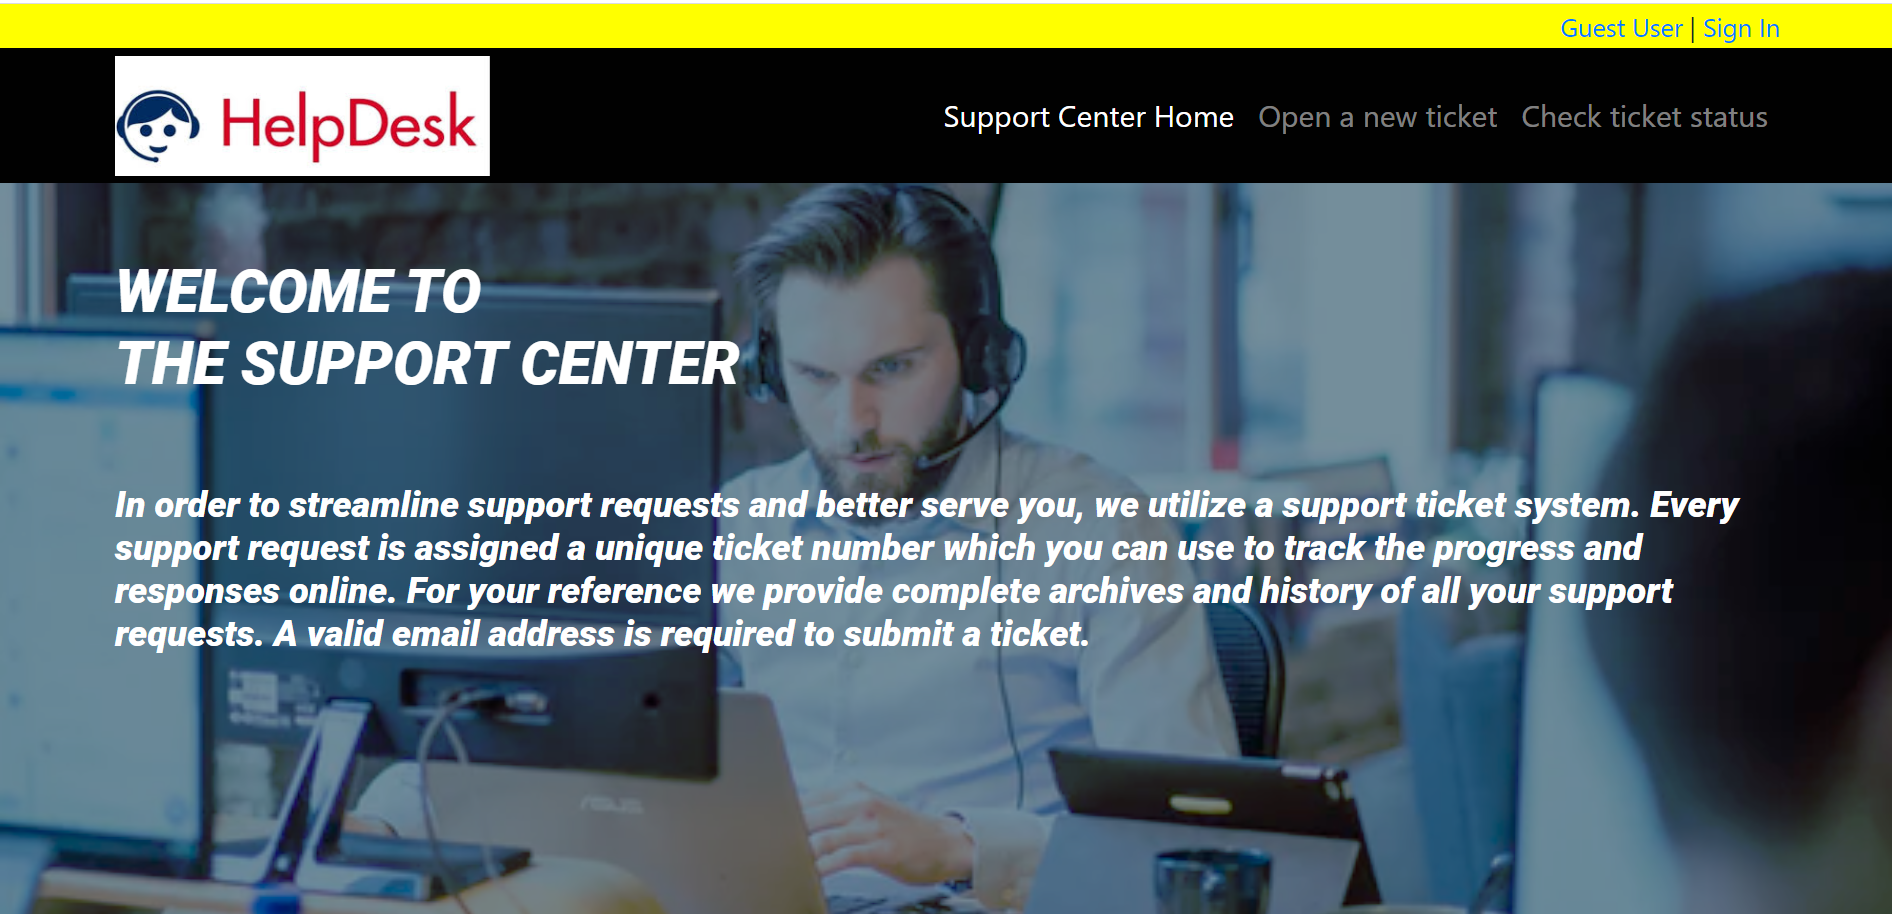 Guest User | Sign In
HelpDesk
Support Center Home Open a new ticket Check ticket status
WELCOME TO
THE SUPPORT CENTER
In order to streamline support requests and better serve you, we utilize a support ticket system. Every
support request is assigned a unique ticket number which you can use to track the progress and
responses online. For your reference we provide complete archives and history of all your support
requests. A valid email address is required to submit a ticket.
ASUS